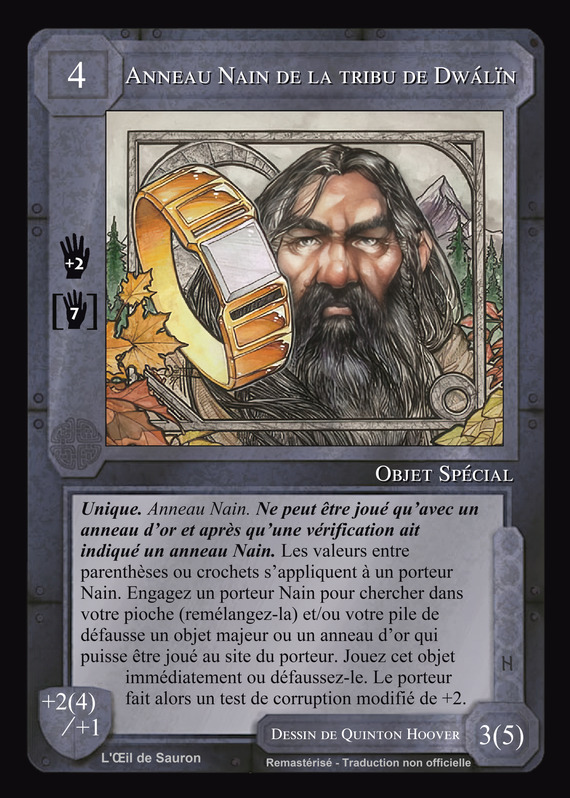 4
Anneau Nain de la tribu de Dwálïn
+2
[7]
Objet Spécial
Unique. Anneau Nain. Ne peut être joué qu'avec un
anneau d'or et après qu'une vérification ait
indiqué un anneau Nain. Les valeurs entre
parenthèses ou crochets s'appliquent à un porteur
Nain. Engagez un porteur Nain pour chercher dans
votre pioche (remélangez-la) et/ou votre pile de
défausse un objet majeur ou un anneau d'or qui
puisse être joué au site du porteur. Jouez cet objet
immédiatement ou défaussez-le. Le porteur
fait alors un test de corruption modifié de +2.
+2(4)
/+1
Dessin de Quinton Hoover
3(5)
L'Œil de Sauron
Remastérisé - Traduction non officielle